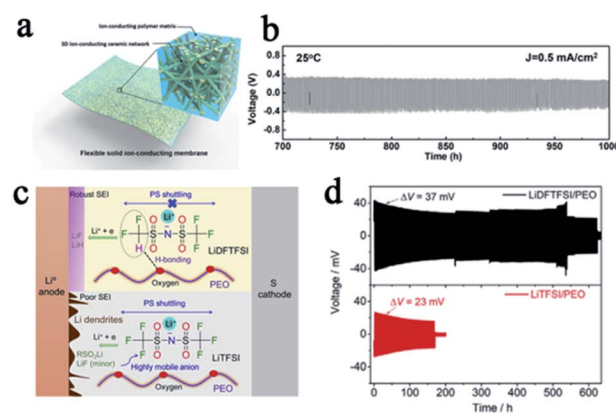 a
Ion-conducting polymer matrix
3D ion-conducting ceramic network
Flexible solid ion-conducting membrane
b
25°C
J=0.5 mA/cm²
Voltage (V)
0.8
0.4
0.0
-0.4
-0.8
700 750 800 850 900 950 1000
Time (h)
c
Robust SEI
PS shuttling
Li⁺
LiF
LiH
Li⁺ + e
F
F
C
H
S
O
O
N
S
O
O
C
F
F
F
LiDFTFSI
H-bonding
Oxygen
PEO
Li⁰
anode
S
cathode
Poor SEI
PS shuttling
Li dendrites
Li⁺
Li⁺ + e
F
F
C
F
S
O
O
N
S
O
O
C
F
F
F
RSO₂Li
LiF (minor)
LiTFSI
Highly mobile anion
Oxygen
PEO
d
ΔV = 37 mV
LiDFTFSI/PEO
40
0
-40
ΔV = 23 mV
LiTFSI/PEO
40
0
-40
Voltage / mV
0 100 200 300 400 500 600
Time / h